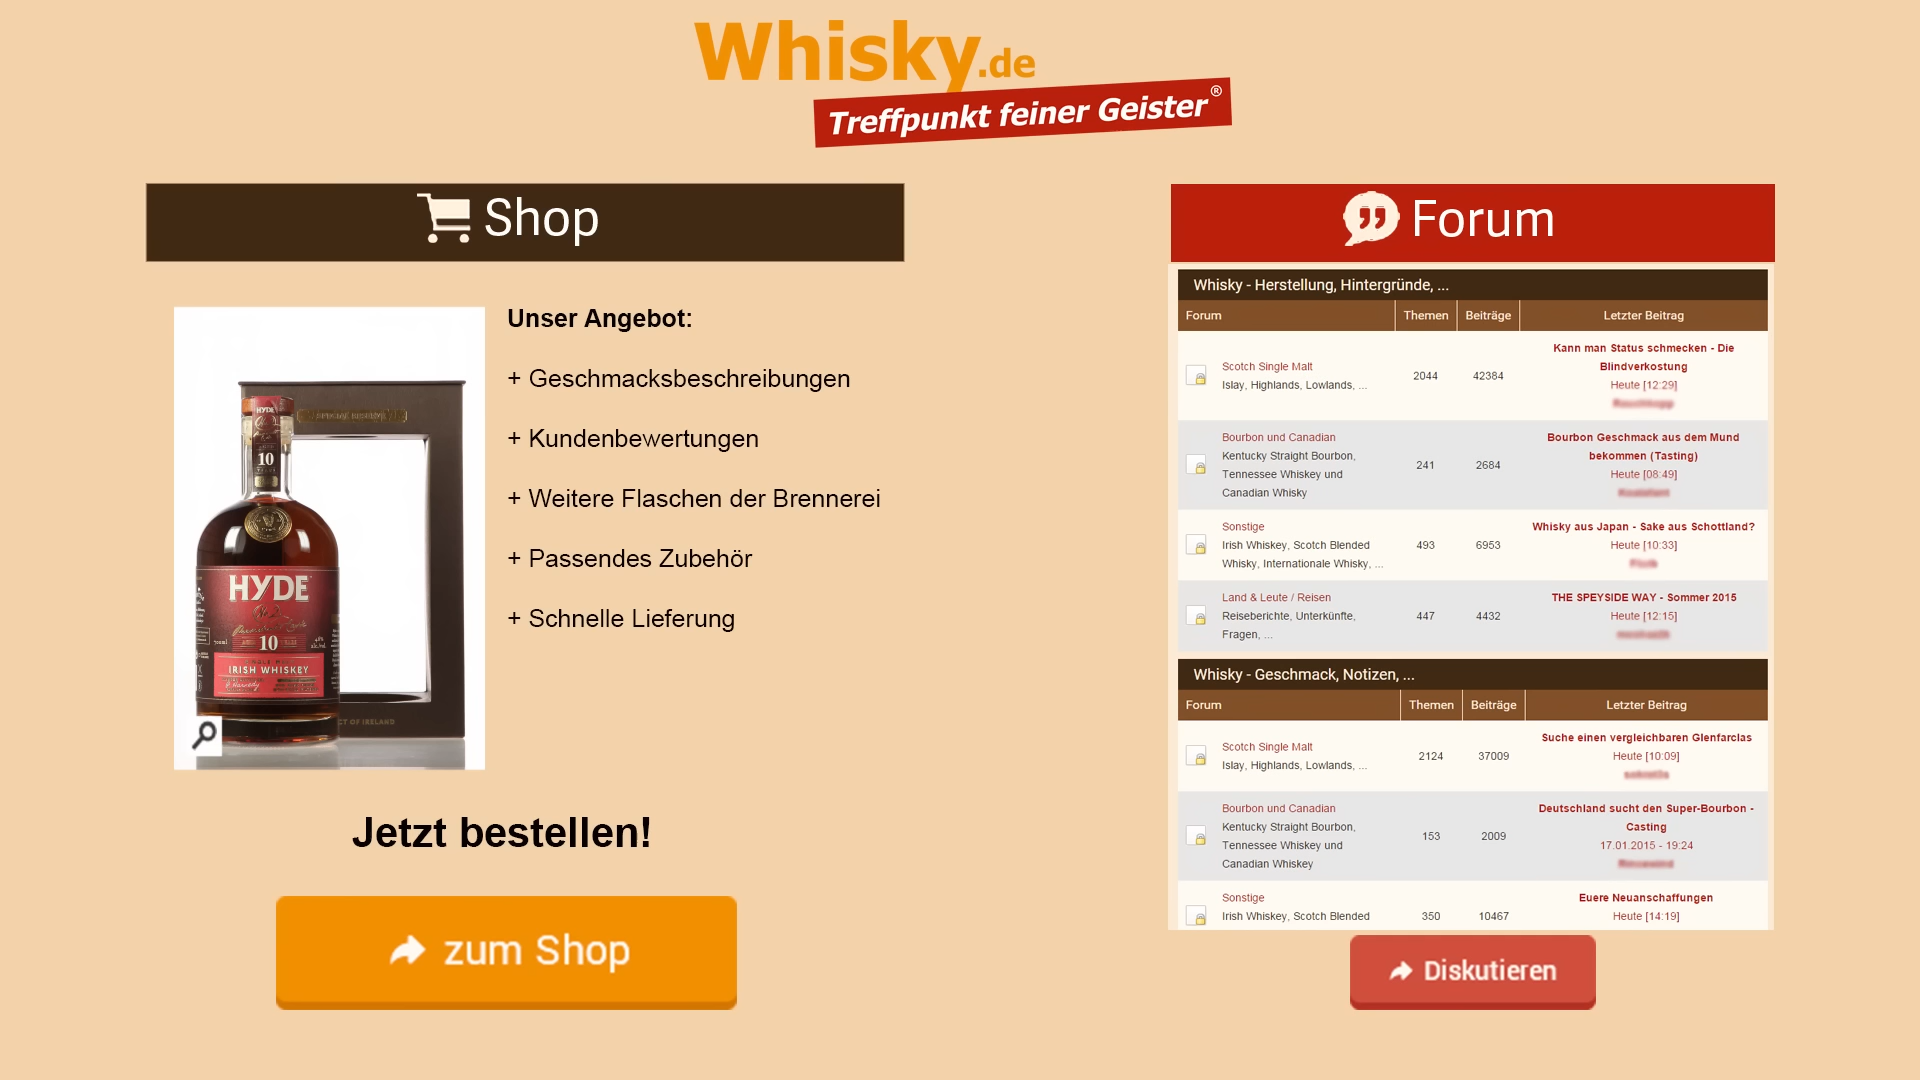 Whisky.de
Treffpunkt feiner Geister®
Shop
Unser Angebot:
+ Geschmacksbeschreibungen
+ Kundenbewertungen
+ Weitere Flaschen der Brennerei
+ Passendes Zubehör
+ Schnelle Lieferung
HYDE
10
HYDE
10
IRISH WHISKEY
Jetzt bestellen!
zum Shop
Forum
Whisky - Herstellung, Hintergründe, ...
Forum Themen Beiträge Letzter Beitrag
Scotch Single Malt
Islay, Highlands, Lowlands, ...
2044 42384
Kann man Status schmecken - Die
Blindverkostung
Heute [12:29]
Bourbon und Canadian
Kentucky Straight Bourbon,
Tennessee Whiskey und
Canadian Whisky
241 2684
Bourbon Geschmack aus dem Mund
bekommen (Tasting)
Heute [08:49]
Sonstige
Irish Whiskey, Scotch Blended
Whisky, Internationale Whisky, ...
493 6953
Whisky aus Japan - Sake aus Schottland?
Heute [10:33]
Land & Leute / Reisen
Reiseberichte, Unterkünfte,
Fragen, ...
447 4432
THE SPEYSIDE WAY - Sommer 2015
Heute [12:15]
Whisky - Geschmack, Notizen, ...
Forum Themen Beiträge Letzter Beitrag
Scotch Single Malt
Islay, Highlands, Lowlands, ...
2124 37009
Suche einen vergleichbaren Glenfarclas
Heute [10:09]
Bourbon und Canadian
Kentucky Straight Bourbon,
Tennessee Whiskey und
Canadian Whiskey
153 2009
Deutschland sucht den Super-Bourbon -
Casting
17.01.2015 - 19:24
Sonstige
Irish Whiskey, Scotch Blended
350 10467
Euere Neuanschaffungen
Heute [14:19]
Diskutieren